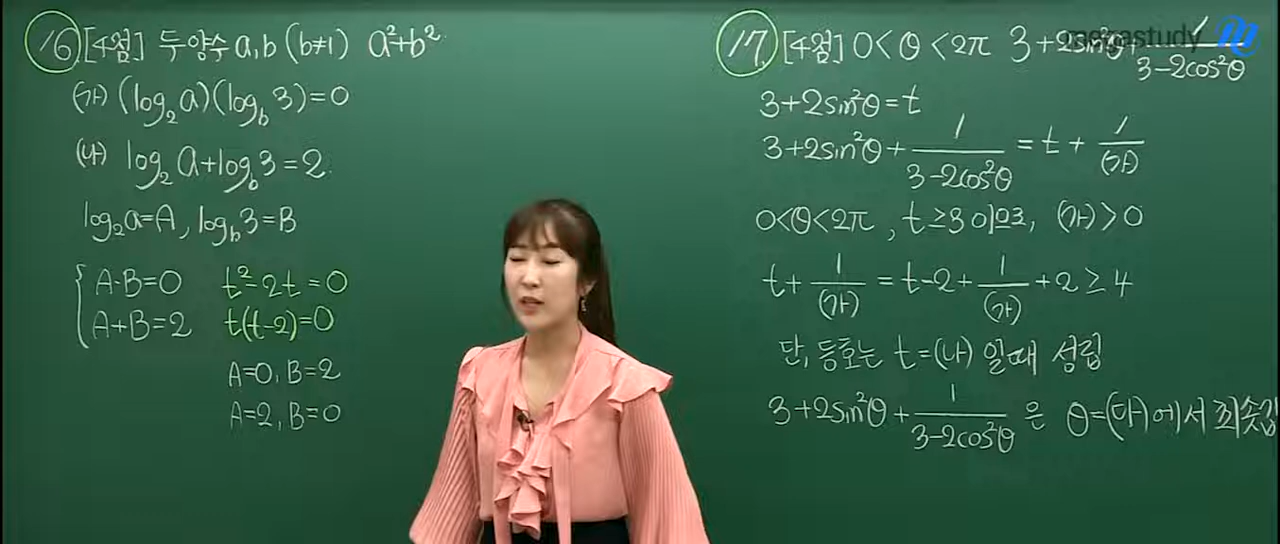 16. [4점] 두 양수 a, b (b≠1) a²+b²
(가) (log₂a)(log_b 3)=0
(나) log₂a+log_b 3=2
log₂a=A, log_b 3=B
A·B=0 t²-2t=0
A+B=2 t(t-2)=0
A=0, B=2
A=2, B=0
17. [4점] 0<θ<2π 3+2sin²θ+1/(3-2cos²θ)
megastudy
3+2sin²θ=t
3+2sin²θ+1/(3-2cos²θ)=t+1/(가)
0<θ<2π, t≥3이므로, (가)>0
t+1/(가)=t-2+1/(가)+2≥4
단, 등호는 t=(나)일 때 성립
3+2sin²θ+1/(3-2cos²θ)은 θ=(다)에서 최솟값